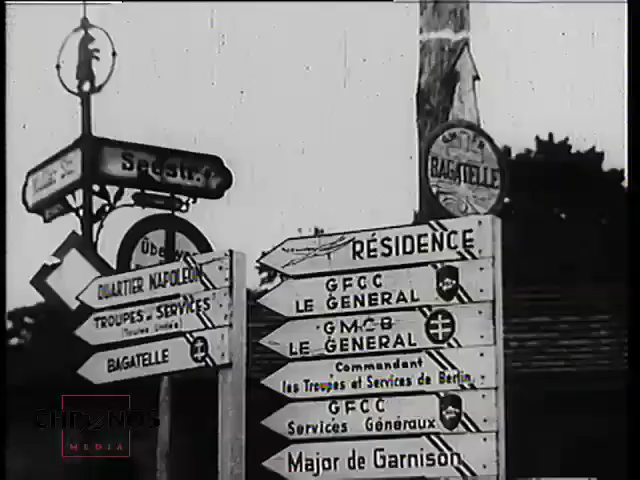 Seestr.
BAGATELLE
QUARTIER NAPOLEON
TROUPES et SERVICES
BAGATELLE
RÉSIDENCE
GFCC
LE GENERAL
GMCB
LE GENERAL
Commandant
les Troupes et Services de Berlin
GFCC
Services Généraux
Major de Garnison
CHRONOS
MEDIA